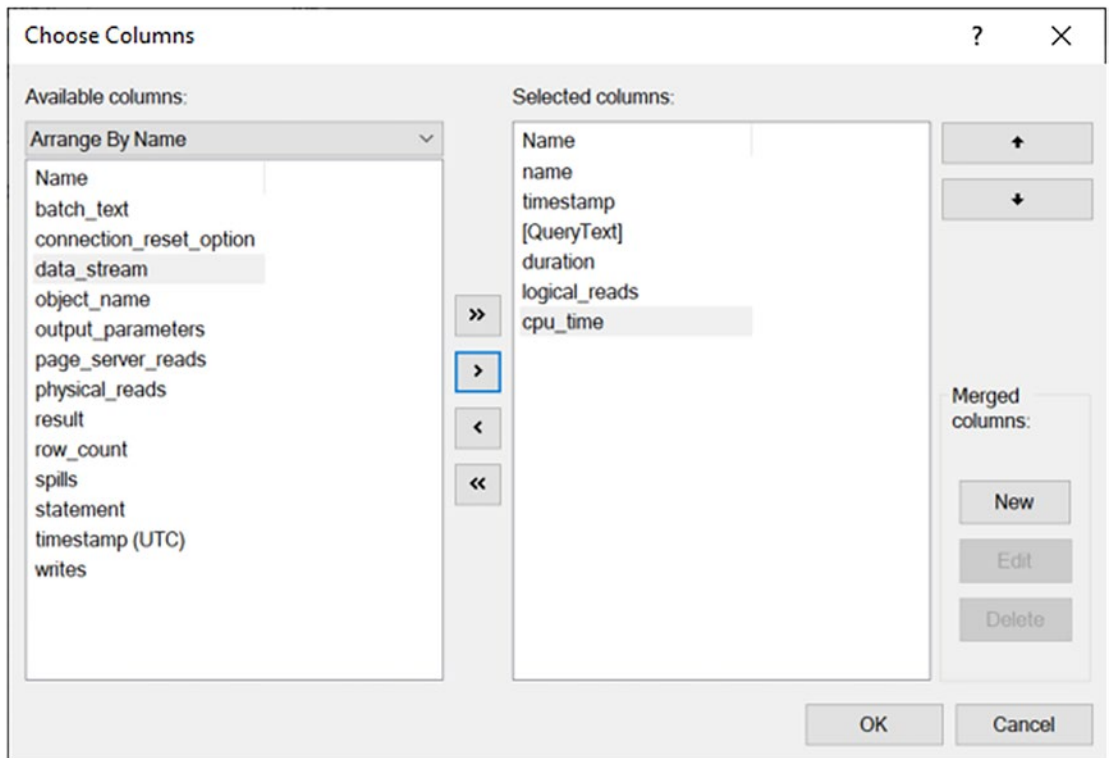 Choose Columns
?
Available columns:
Arrange By Name
Name
batch_text
connection_reset_option
data_stream
object_name
output_parameters
page_server_reads
physical_reads
result
row_count
spills
statement
timestamp (UTC)
writes
>>
>
<
<<
Selected columns:
Name
name
timestamp
[QueryText]
duration
logical_reads
cpu_time
Merged
columns:
New
Edit
Delete
OK
Cancel